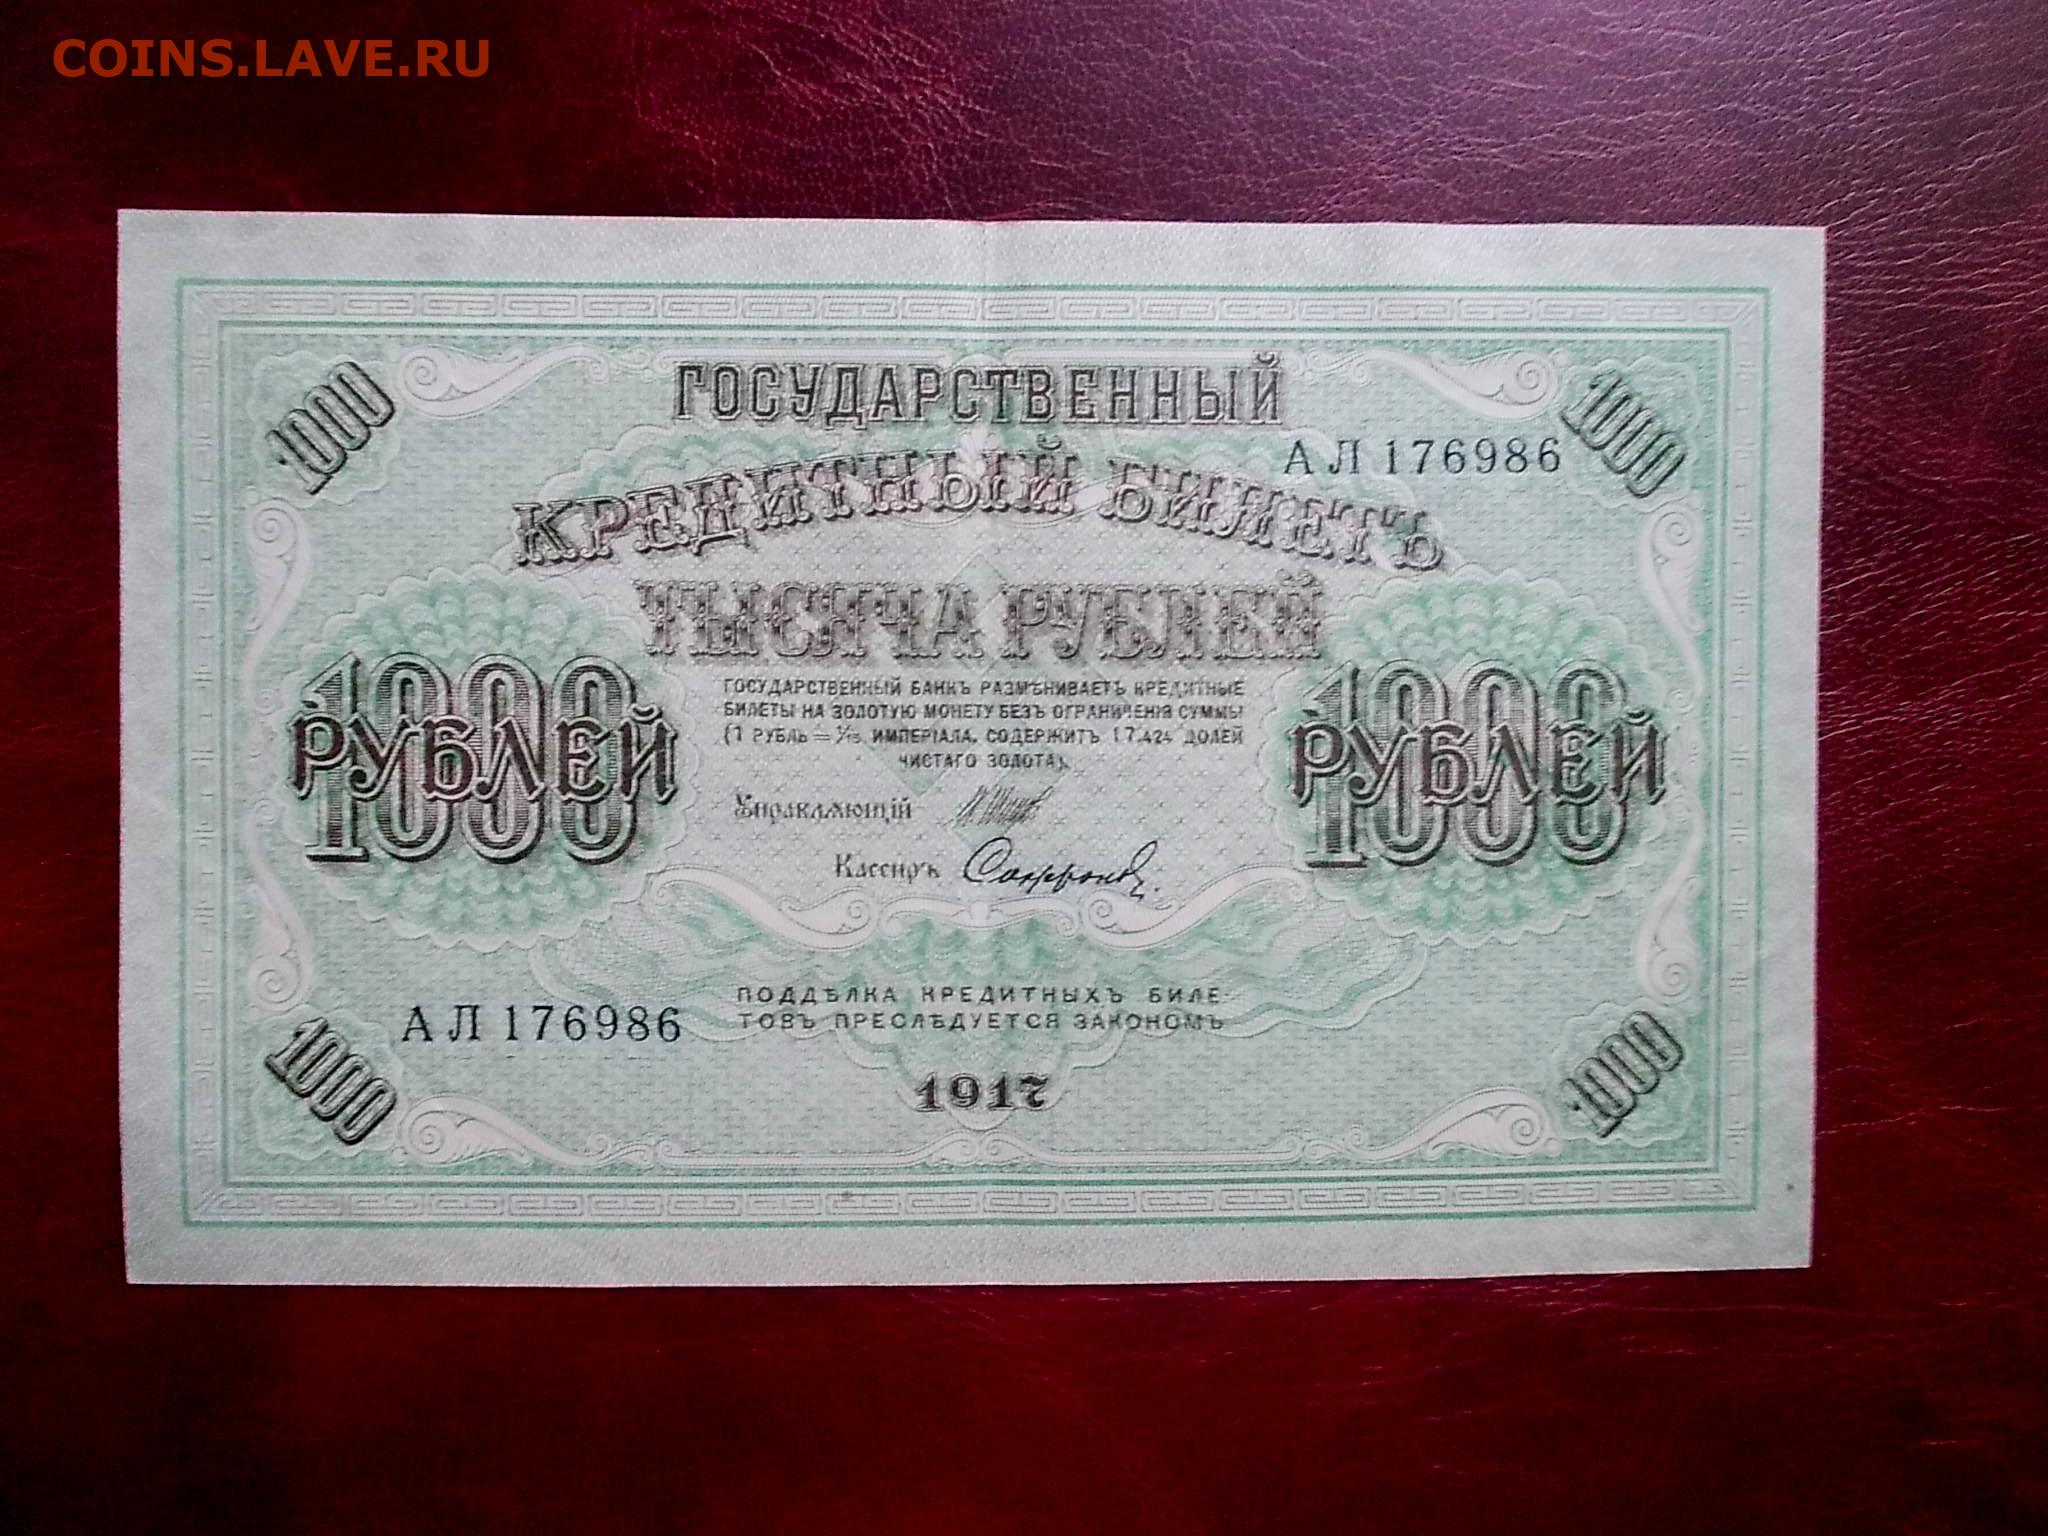 COINS.LAVE.RU
1000
ГОСУДАРСТВЕННЫЙ
1000
АЛ 176986
КРЕДИТНЫЙ БИЛЕТЪ
ТЫСЯЧА РУБЛЕЙ
1000 РУБЛЕЙ
ГОСУДАРСТВЕННЫЙ БАНКЪ РАЗМѢНИВАЕТЪ КРЕДИТНЫЕ
БИЛЕТЫ НА ЗОЛОТУЮ МОНЕТУ БЕЗЪ ОГРАНИЧЕНІЯ СУММЫ
(1 РУБЛЬ = 1/15 ИМПЕРІАЛА, СОДЕРЖИТЪ 17,424 ДОЛЕЙ
ЧИСТАГО ЗОЛОТА).
1000 РУБЛЕЙ
Управляющій
Кассиръ Сафронов
ПОДДѢЛКА КРЕДИТНЫХЪ БИЛЕ-
ТОВЪ ПРЕСЛѢДУЕТСЯ ЗАКОНОМЪ
АЛ 176986
1000
1917
1000